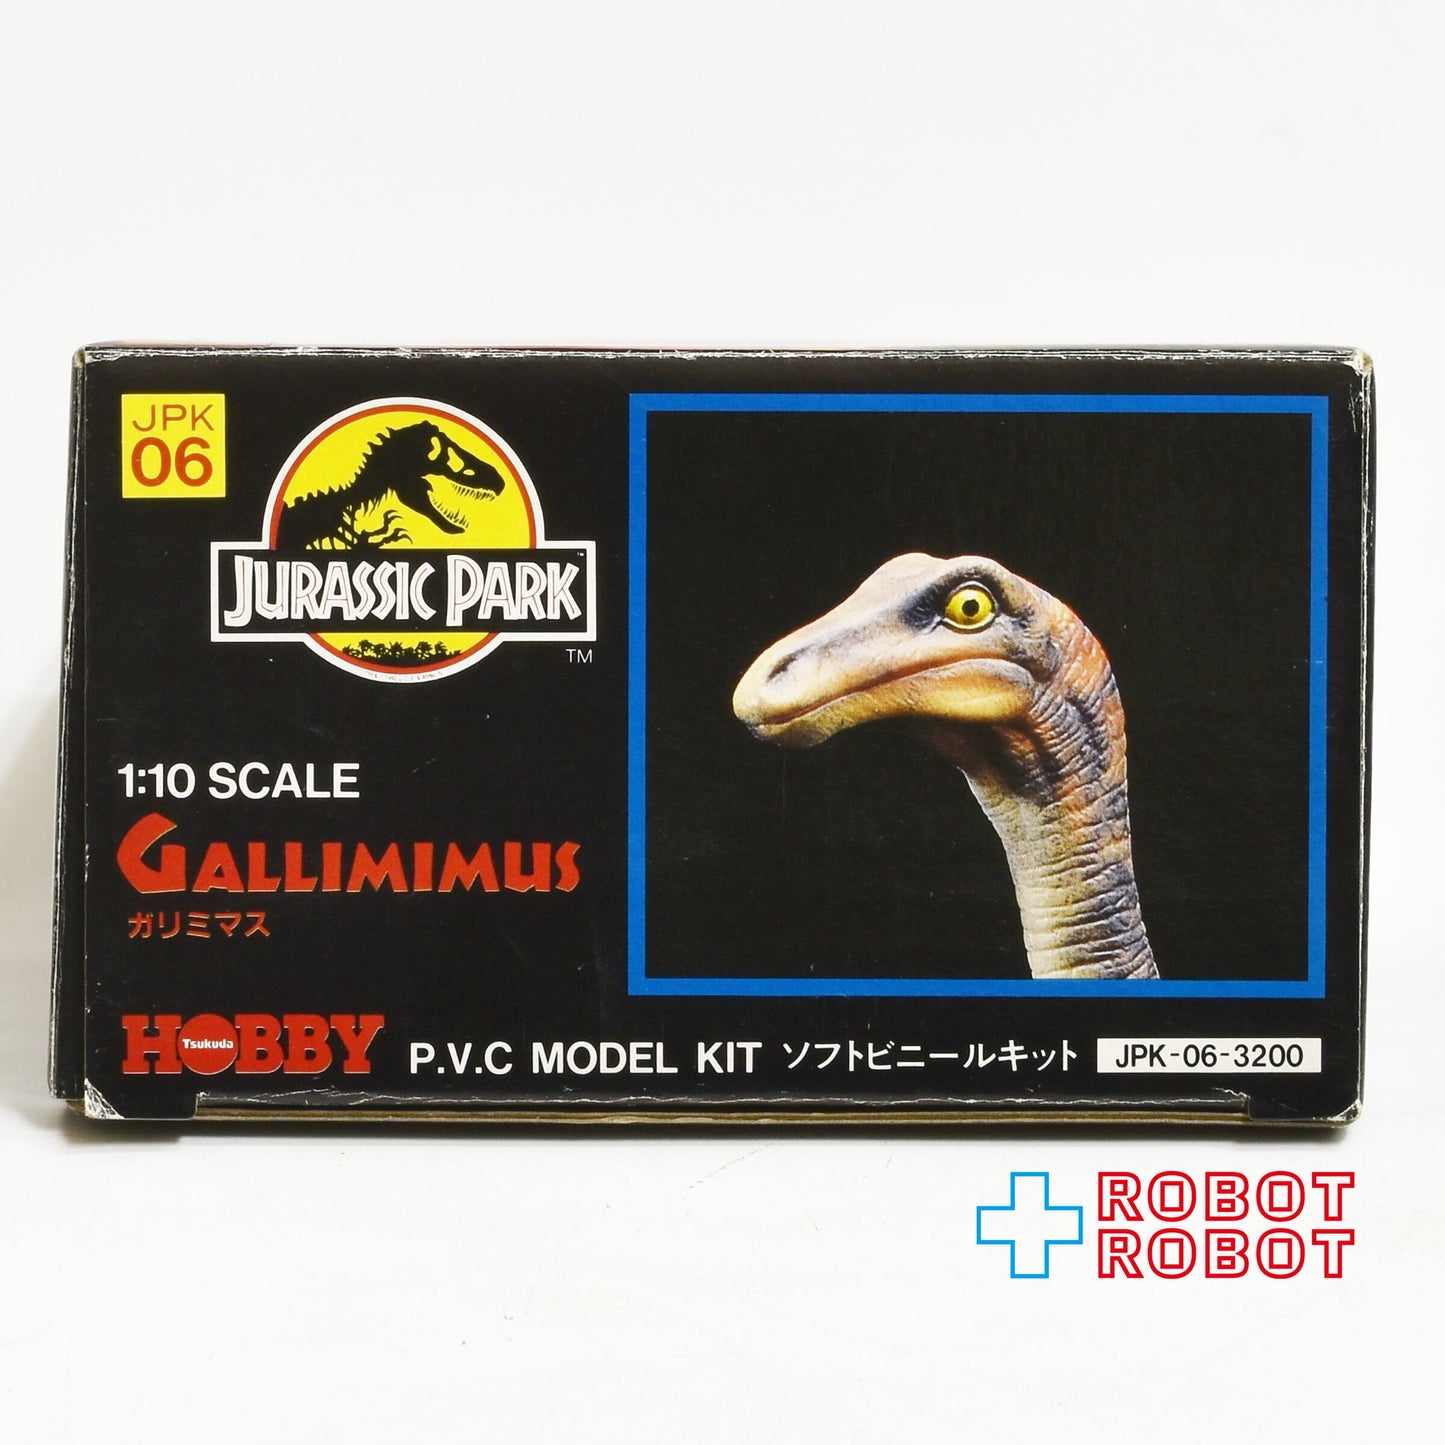 JPK
06
JURASSIC PARK
TM
1:10 SCALE
GALLIMIMUS
ガリミマス
HOBBY
Tsukuda
P.V.C MODEL KIT ソフトビニールキット JPK-06-3200
ROBOT
ROBOT